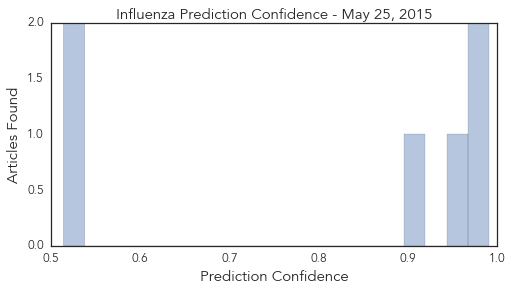 Influenza Prediction Confidence - May 25, 2015
2.0
1.5
1.0
0.5
0.0
Articles Found
0.5 0.6 0.7 0.8 0.9 1.0
Prediction Confidence